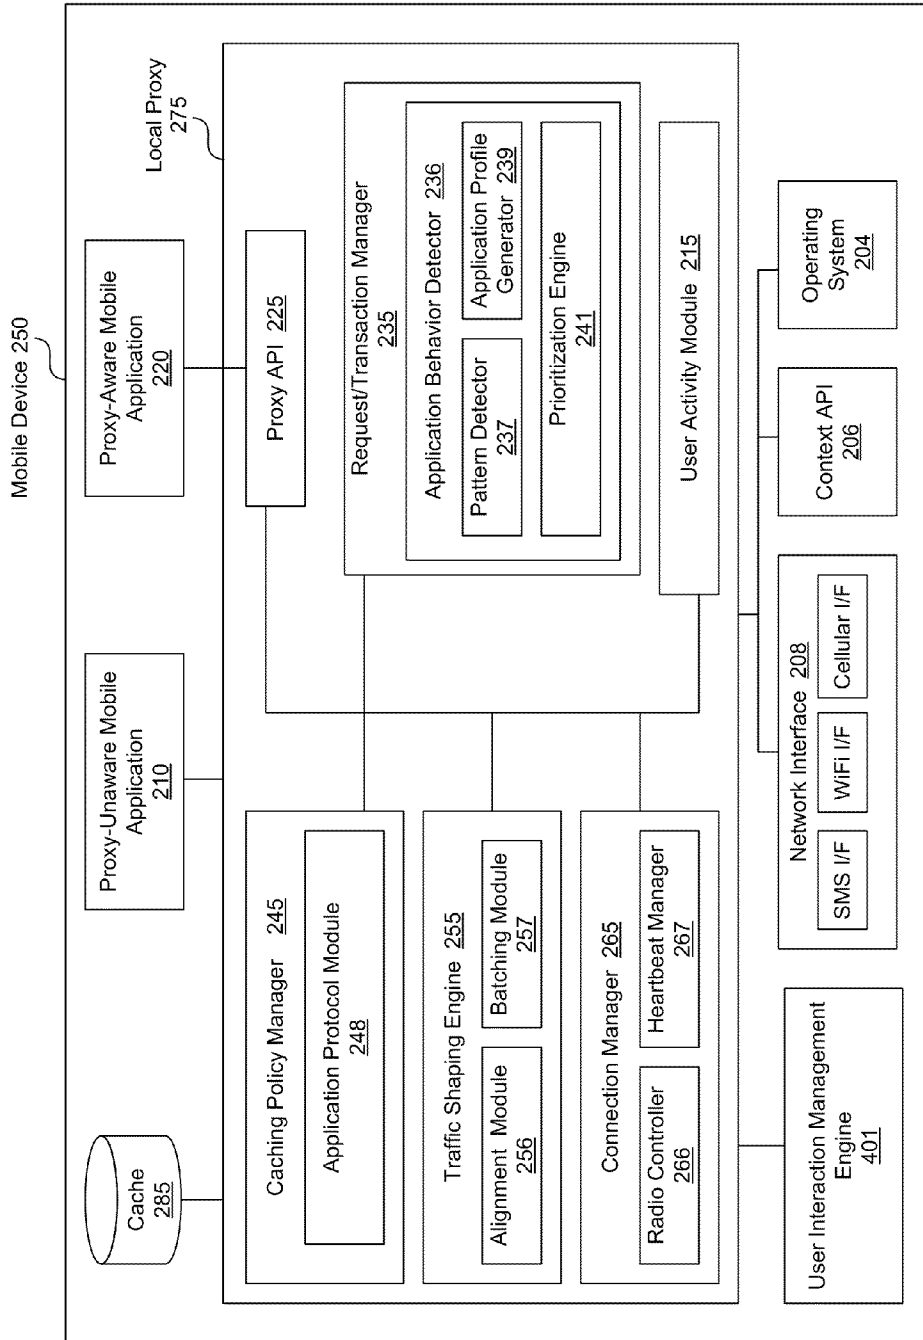 Mobile Device 250
Local Proxy
275
Cache
285
Proxy-Unaware Mobile
Application
210
Proxy-Aware Mobile
Application
220
Caching Policy Manager 245
Application Protocol Module
248
Traffic Shaping Engine 255
Alignment Module
256
Batching Module
257
Connection Manager 265
Radio Controller
266
Heartbeat Manager
267
Proxy API 225
Request/Transaction Manager
235
Application Behavior Detector 236
Pattern Detector
237
Application Profile
Generator 239
Prioritization Engine
241
User Activity Module 215
User Interaction Management
Engine
401
Network Interface 208
SMS I/F
WiFi I/F
Cellular I/F
Context API
206
Operating
System
204